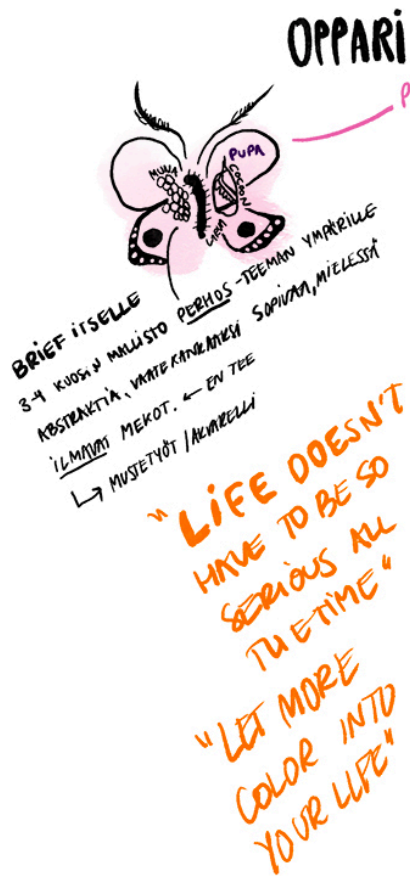 OPPARI
P
PUPA
MUNA
COCOON
LARVA
BRIEF ITSELLE
3-4 KUOSIN MALLISTO PERHOS-TEEMAN YMPÄRILLE
ABSTRAKTIA, VAATEKANKAAKSI SOPIVAA, MIELESSÄ
ILMAVAT MEKOT. ← EN TEE
↳ MUSTETYÖT / AKVARELLI
"LIFE DOESN'T
HAVE TO BE SO
SERIOUS ALL
THE TIME"
"LET MORE
COLOR INTO
YOUR LIFE"